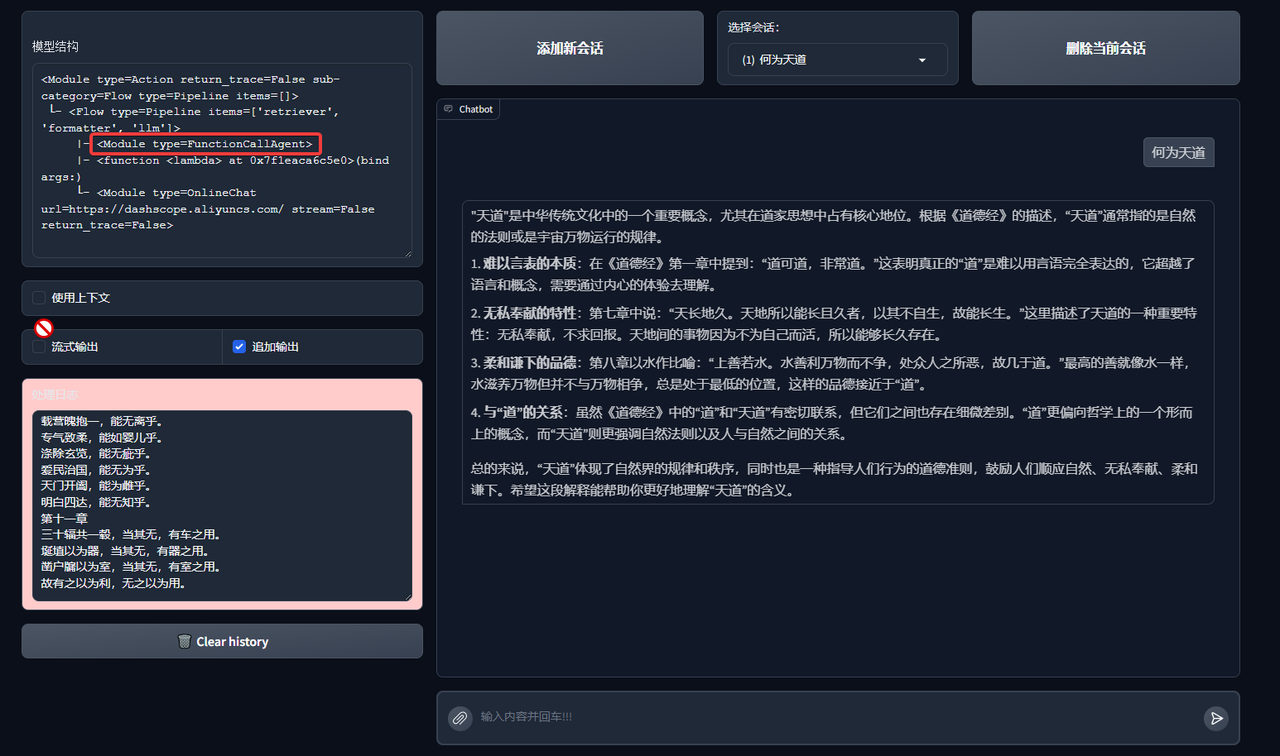 模型结构
<Module type=Action return_trace=False sub-
category=Flow type=Pipeline items=[]>
└- <Flow type=Pipeline items=['retriever',
'formatter', 'llm']>
|- <Module type=FunctionCallAgent>
|- <function <lambda> at 0x7f1eaca6c5e0>(bind
args:)
└- <Module type=OnlineChat
url=https://dashscope.aliyuncs.com/ stream=False
return_trace=False>
使用上下文
流式输出
追加输出
处理日志
载营魄抱一，能无离乎。
专气致柔，能如婴儿乎。
涤除玄览，能无疵乎。
爱民治国，能无为乎。
天门开阖，能为雌乎。
明白四达，能无知乎。
第十一章
三十辐共一毂，当其无，有车之用。
埏埴以为器，当其无，有器之用。
凿户牖以为室，当其无，有室之用。
故有之以为利，无之以为用。
Clear history
添加新会话
选择会话：
(1) 何为天道
删除当前会话
Chatbot
何为天道
"天道"是中华传统文化中的一个重要概念，尤其在道家思想中占有核心地位。根据《道德经》的描述，“天道”通常指的是自然
的法则或是宇宙万物运行的规律。
1. 难以言表的本质：在《道德经》第一章中提到：“道可道，非常道。”这表明真正的“道”是难以用言语完全表达的，它超越了
语言和概念，需要通过内心的体验去理解。
2. 无私奉献的特性：第七章中说：“天长地久。天地所以能长且久者，以其不自生，故能长生。”这里描述了天道的一种重要特
性：无私奉献，不求回报。天地间的事物因为不为自己而活，所以能够长久存在。
3. 柔和谦下的品德：第八章以水作比喻：“上善若水。水善利万物而不争，处众人之所恶，故几于道。”最高的善就像水一样，
水滋养万物但并不与万物相争，总是处于最低的位置，这样的品德接近于“道”。
4. 与“道”的关系：虽然《道德经》中的“道”和“天道”有密切联系，但它们之间也存在细微差别。“道”更偏向哲学上的一个形而
上的概念，而“天道”则更强调自然法则以及人与自然之间的关系。
总的来说，“天道”体现了自然界的规律和秩序，同时也是一种指导人们行为的道德准则，鼓励人们顺应自然、无私奉献、柔和
谦下。希望这段解释能帮助你更好地理解“天道”的含义。
输入内容并回车!!!